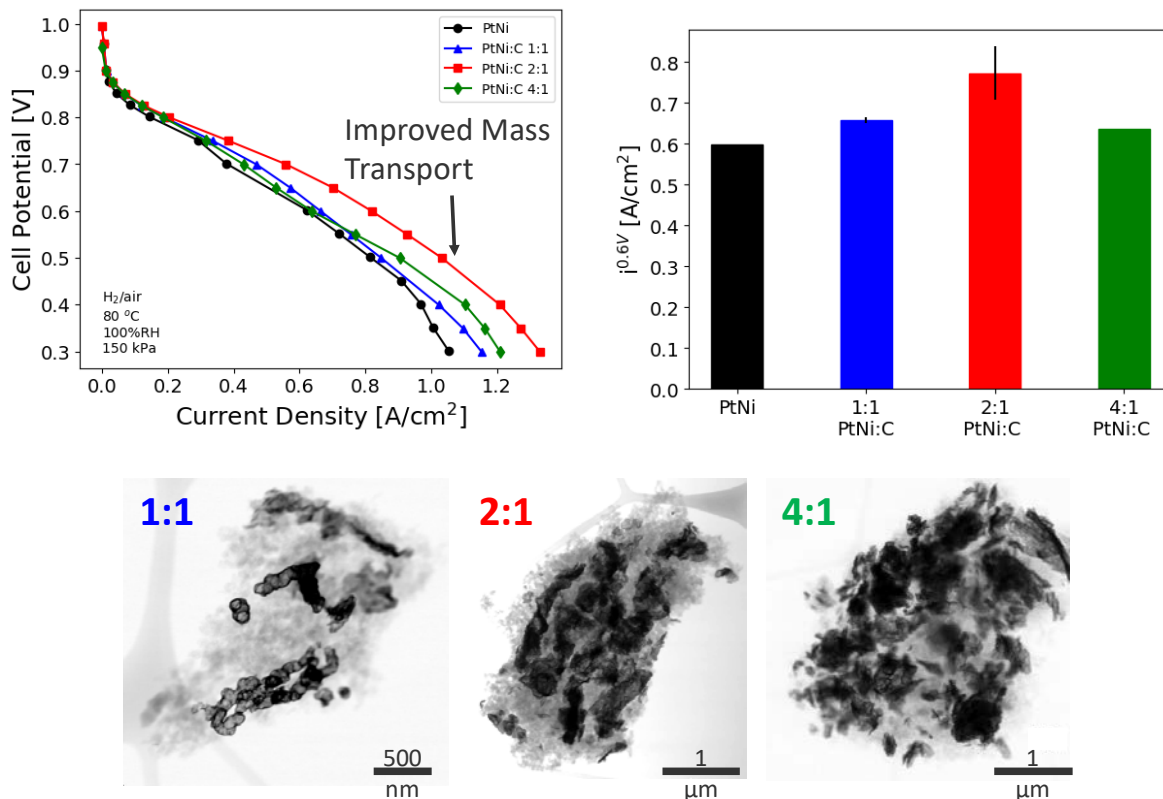 1.0
0.9
0.8
0.7
0.6
0.5
0.4
0.3
Cell Potential [V]
PtNi
PtNi:C 1:1
PtNi:C 2:1
PtNi:C 4:1
Improved Mass
Transport
H₂/air
80 °C
100%RH
150 kPa
0.0 0.2 0.4 0.6 0.8 1.0 1.2
Current Density [A/cm²]
0.8
0.7
0.6
0.5
0.4
0.3
0.2
0.1
0.0
i^0.6V [A/cm²]
PtNi 1:1 2:1 4:1
PtNi:C PtNi:C PtNi:C
1:1
500
nm
2:1
1
µm
4:1
1
µm